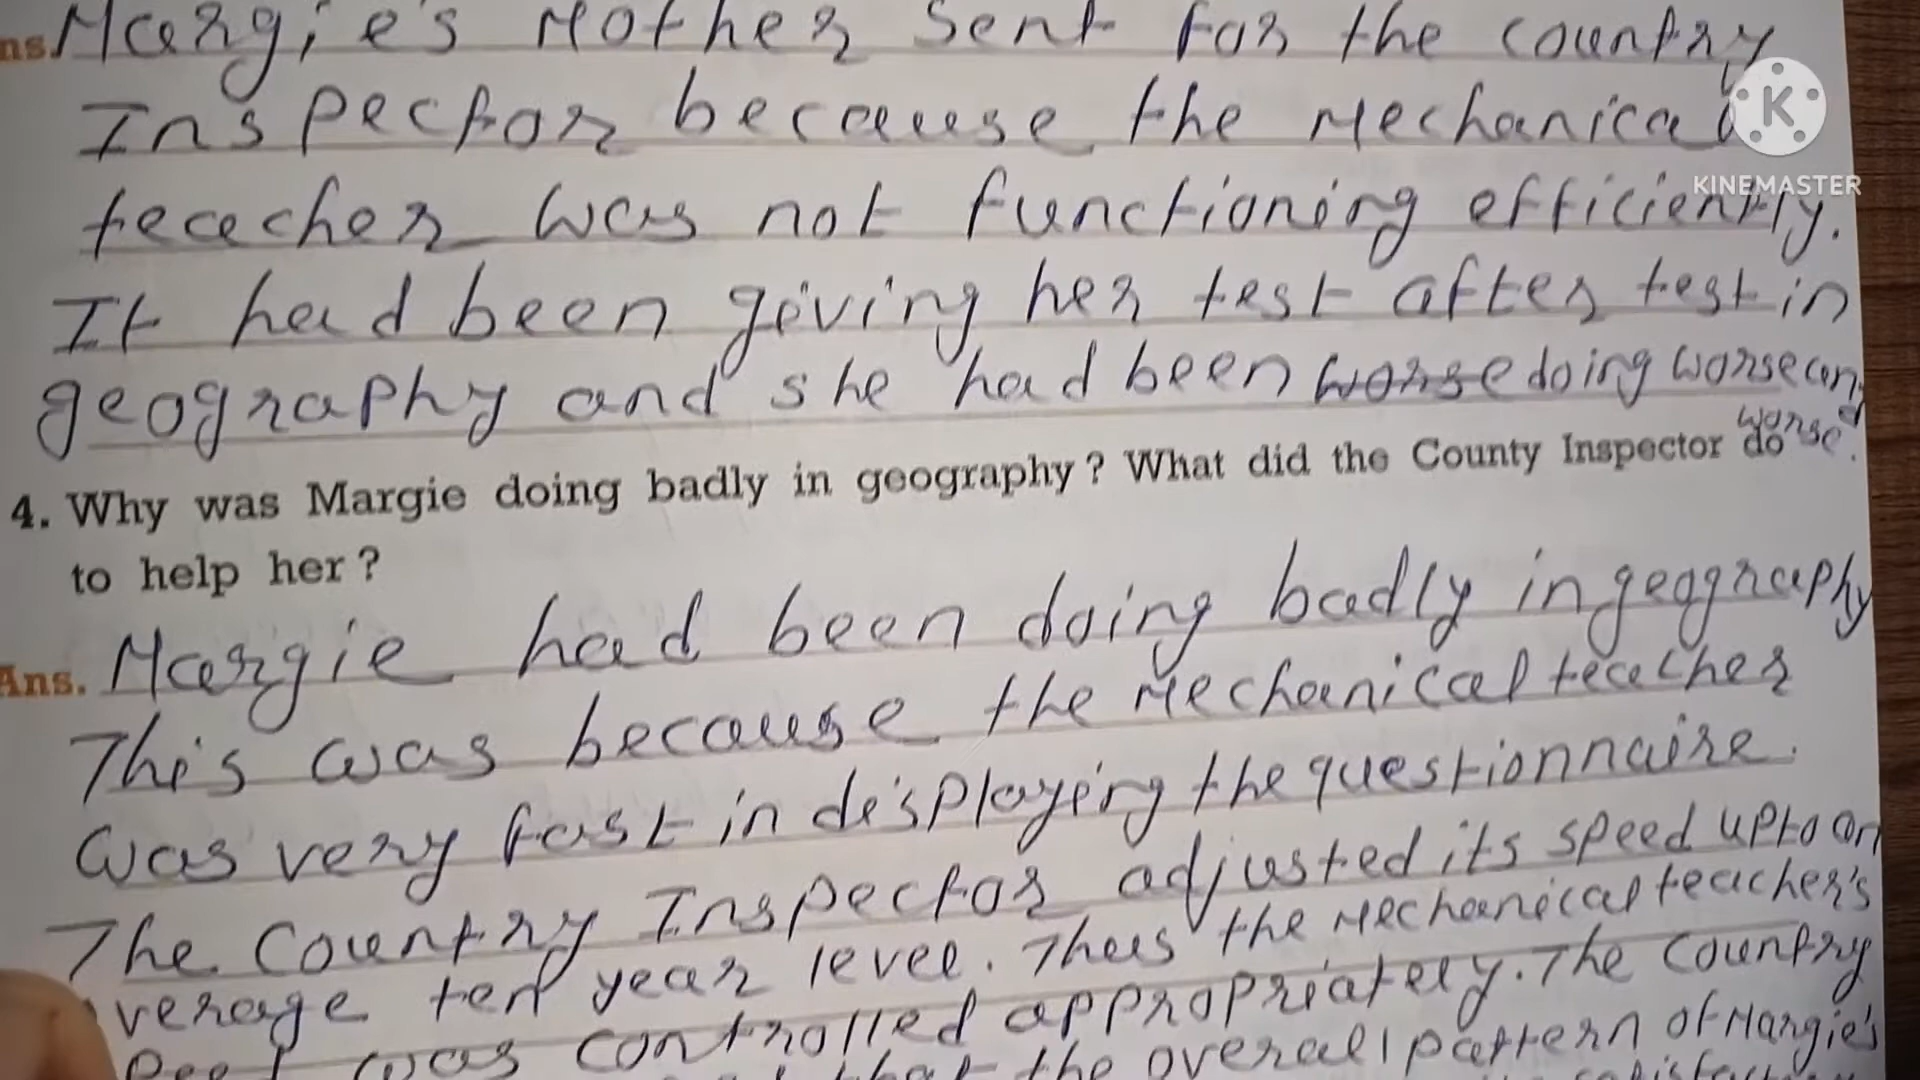 ns. Margie's Mother sent for the country
Inspector because the Mechanical
teacher was not functioning efficiently.
It had been giving her test after test in
geography and she had been worse doing worse and
worse.
4. Why was Margie doing badly in geography? What did the County Inspector do
to help her?
Ans. Margie had been doing badly in geography
This was because the Mechanical teacher
was very fast in displaying the questionnaire.
The Country Inspector adjusted its speed upto an
verage ten year level. Thus the Mechanical teacher's
was controlled appropriately. The Country
that the overall pattern of Margie's
K
KINEMASTER